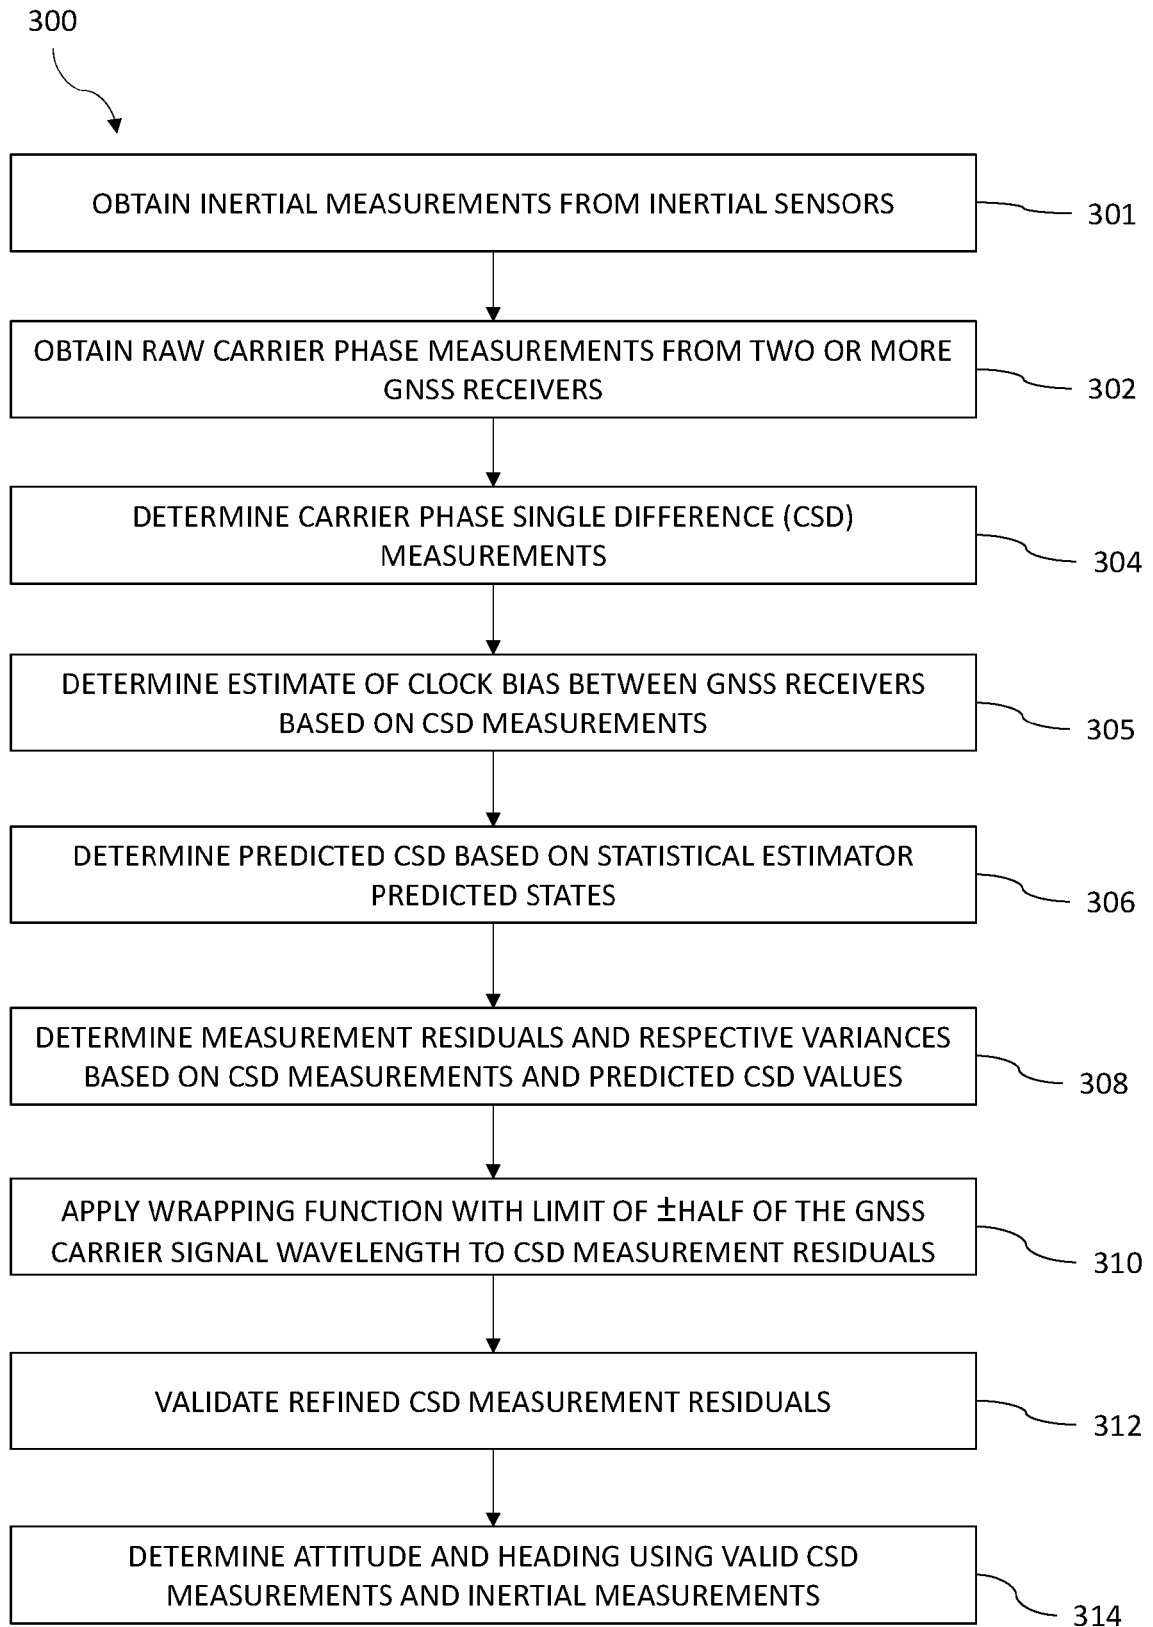 300
OBTAIN INERTIAL MEASUREMENTS FROM INERTIAL SENSORS
301
OBTAIN RAW CARRIER PHASE MEASUREMENTS FROM TWO OR MORE
GNSS RECEIVERS
302
DETERMINE CARRIER PHASE SINGLE DIFFERENCE (CSD)
MEASUREMENTS
304
DETERMINE ESTIMATE OF CLOCK BIAS BETWEEN GNSS RECEIVERS
BASED ON CSD MEASUREMENTS
305
DETERMINE PREDICTED CSD BASED ON STATISTICAL ESTIMATOR
PREDICTED STATES
306
DETERMINE MEASUREMENT RESIDUALS AND RESPECTIVE VARIANCES
BASED ON CSD MEASUREMENTS AND PREDICTED CSD VALUES
308
APPLY WRAPPING FUNCTION WITH LIMIT OF ±HALF OF THE GNSS
CARRIER SIGNAL WAVELENGTH TO CSD MEASUREMENT RESIDUALS
310
VALIDATE REFINED CSD MEASUREMENT RESIDUALS
312
DETERMINE ATTITUDE AND HEADING USING VALID CSD
MEASUREMENTS AND INERTIAL MEASUREMENTS
314